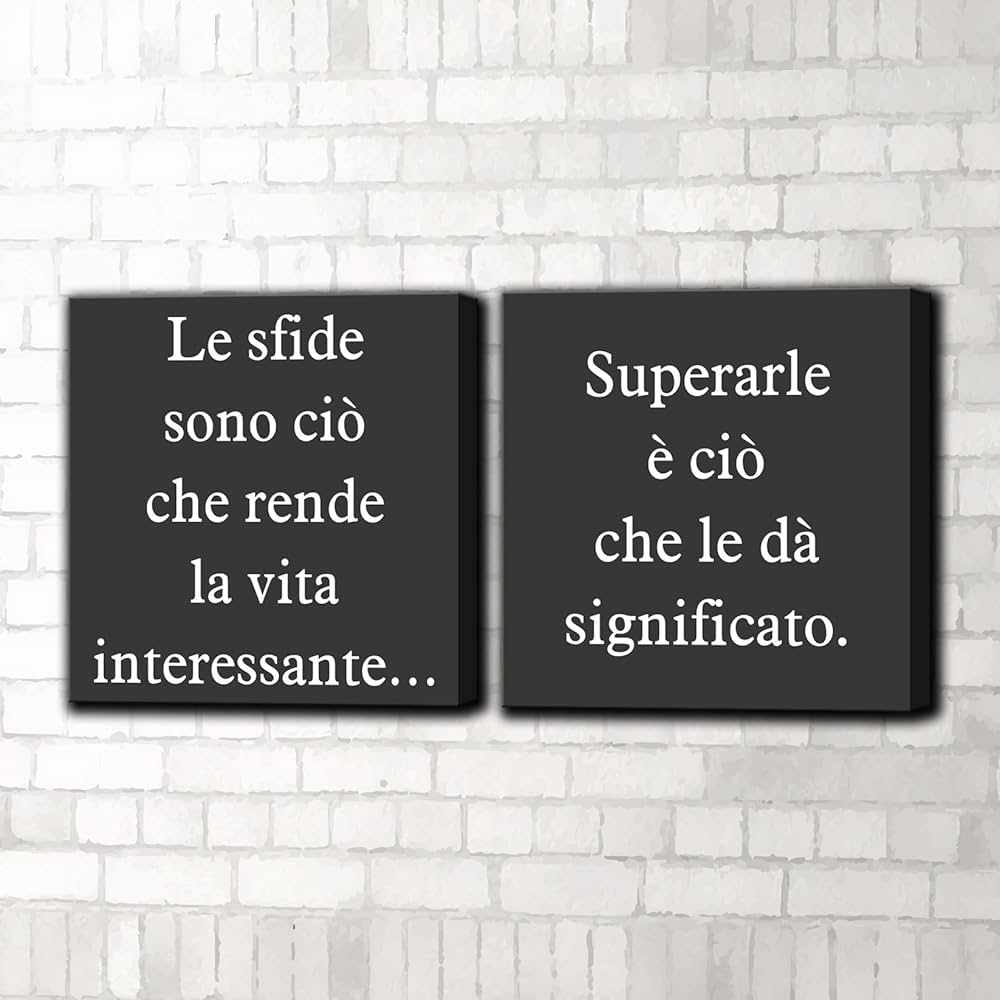 Le sfide
sono ciò
che rende
la vita
interessante...
Superarle
è ciò
che le dà
significato.